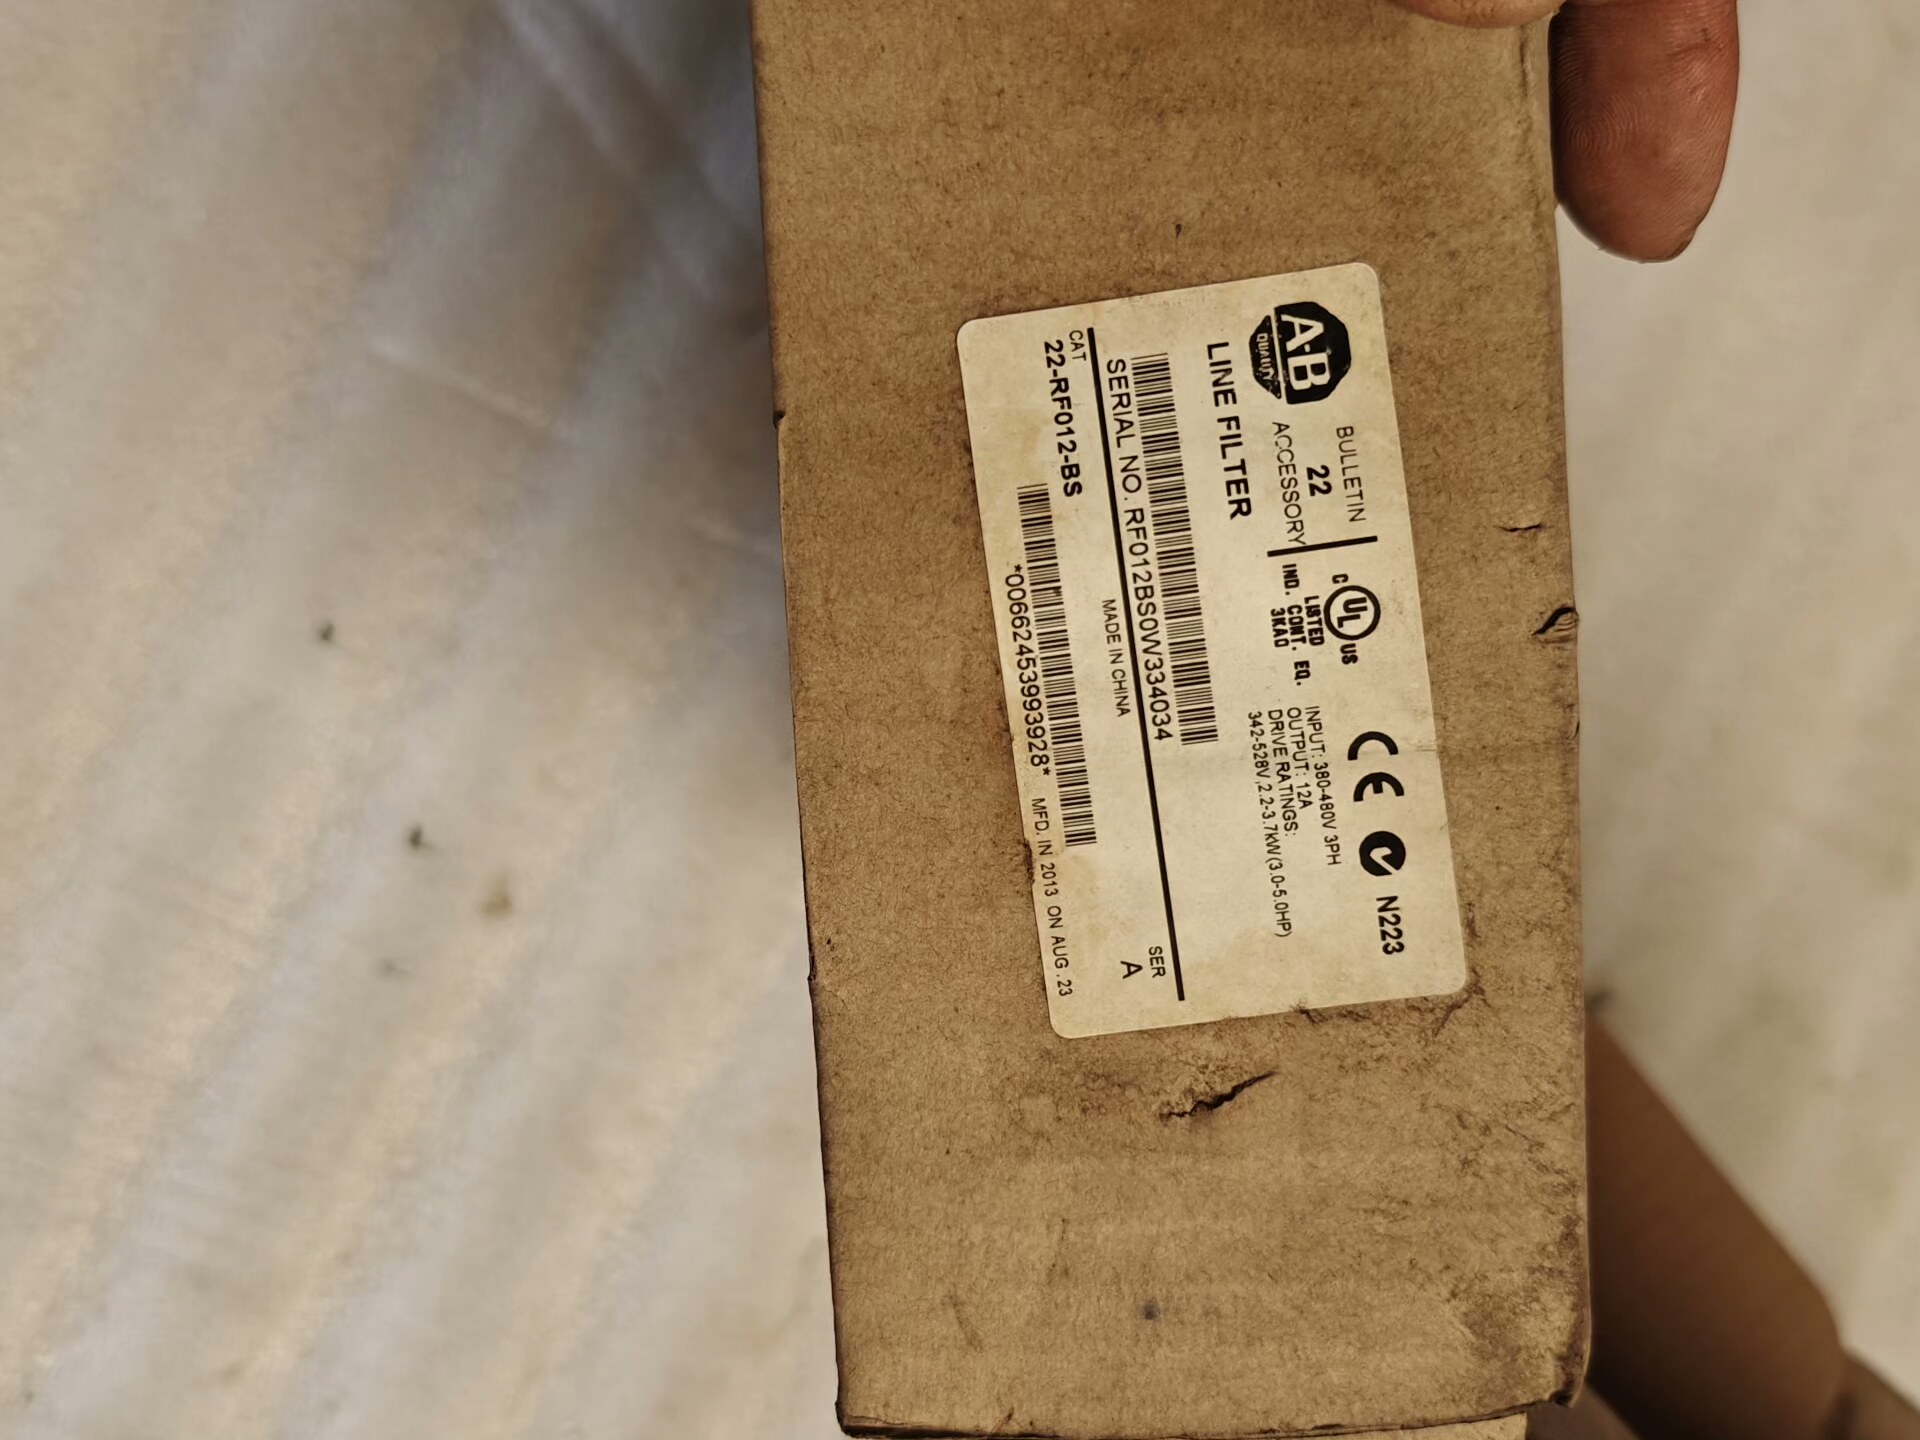 A-B
QUALITY
BULLETIN
22
ACCESSORY
LINE FILTER
C UL US
LISTED
IND. CONT. EQ.
3KAD
CE N223
INPUT: 380-480V 3PH
OUTPUT: 12A
DRIVE RATINGS:
342-528V,2.2-3.7kW(3.0-5.0HP)
SERIAL NO. RF012BS0W334034
CAT
22-RF012-BS
MADE IN CHINA
SER
A
*00662453993928*
MFD. IN 2013 ON AUG .23